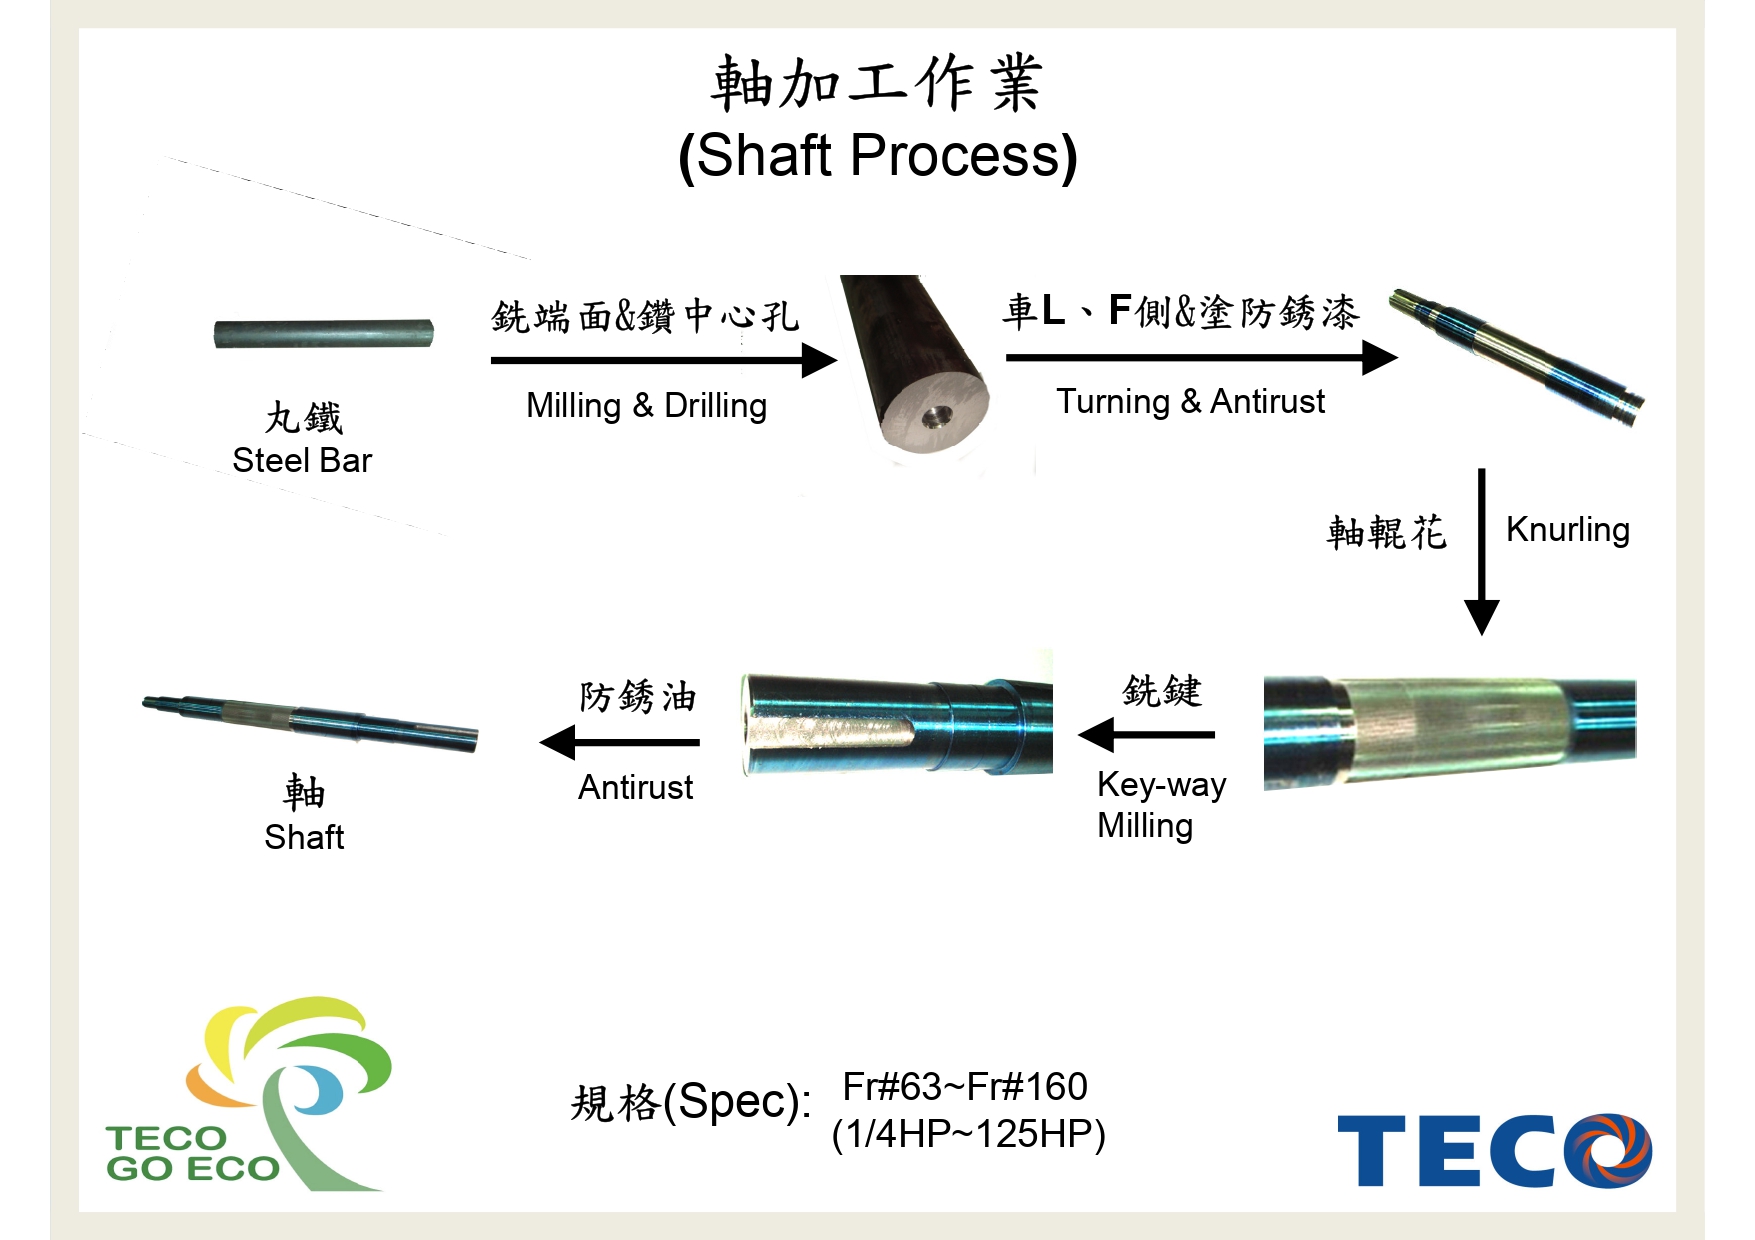 軸加工作業
(Shaft Process)
銑端面&鑽中心孔
Milling & Drilling
車L、F側&塗防銹漆
Turning & Antirust
丸鐵
Steel Bar
軸輥花
Knurling
銑鍵
Key-way
Milling
防銹油
Antirust
軸
Shaft
規格(Spec):
Fr#63~Fr#160
(1/4HP~125HP)
TECO
GO ECO
TECO